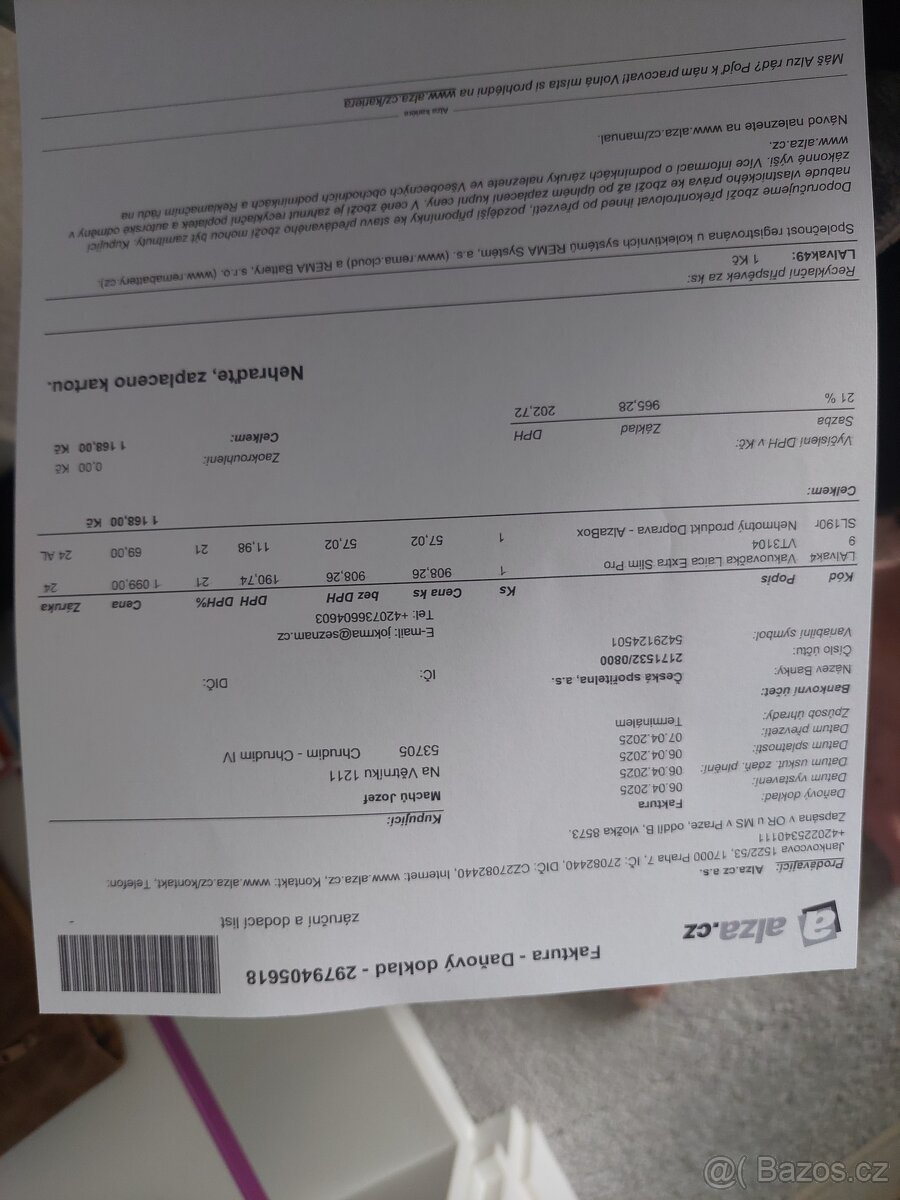 Faktura - Daňový doklad - 2979405618
alza.cz
záruční a dodací list
Prodávající: Alza.cz a.s.
Jankovcova 1522/53, 17000 Praha 7, IČ: 27082440, DIČ: CZ27082440, Internet: www.alza.cz, Kontakt: www.alza.cz/kontakt, Telefon:
+420225340111
Zapsána v OR u MS v Praze, oddíl B, vložka 8573.
Daňový doklad: Faktura
Datum vystavení: 06.04.2025
Datum uskut. zdaň. plnění: 06.04.2025
Datum splatnosti: 06.04.2025
Datum převzetí: 07.04.2025
Způsob úhrady: Terminálem
Kupující:
Machů Jozef
Na Větrníku 1211
53705 Chrudim - Chrudim IV
Bankovní účet:
Název Banky: Česká spořitelna, a.s.
Číslo účtu: 2171532/0800
Variabilní symbol: 5429124501
IČ: DIČ:
E-mail: jokrma@seznam.cz
Tel: +420736604603
Kód Popis Ks Cena ks bez DPH DPH DPH% Cena Záruka
LAIvak4 Vakuovačka Laica Extra Slim Pro 1 908,26 908,26 190,74 21 1 099,00 24
9 VT3104
SL190r Nehmotný produkt Doprava - AlzaBox 1 57,02 57,02 11,98 21 69,00 24 AL
Celkem: 1 168,00 Kč
Vyčíslení DPH v Kč:
Sazba Základ DPH
21 % 965,28 202,72
Zaokrouhlení: 0,00 Kč
Celkem: 1 168,00 Kč
Nehraďte, zaplaceno kartou.
Recyklační příspěvek za ks:
LAIvak49: 1 Kč
Společnost registrována u kolektivních systémů REMA Systém, a.s. (www.rema.cloud) a REMA Battery, s.r.o. (www.remabattery.cz).
Doporučujeme zboží překontrolovat ihned po převzetí, pozdější připomínky ke stavu předávaného zboží mohou být zamítnuty. Kupující
nabude vlastnického práva ke zboží až po úplném zaplacení kupní ceny. V ceně zboží je zahrnut recyklační poplatek a autorské odměny v
zákonné výši. Více informací o podmínkách záruky naleznete ve Všeobecných obchodních podmínkách a Reklamačním řádu na
www.alza.cz.
Návod naleznete na www.alza.cz/manual.
Alza kariéra
Máš Alzu rád? Pojď k nám pracovat! Volná místa si prohlédni na www.alza.cz/kariera
@( Bazos.cz